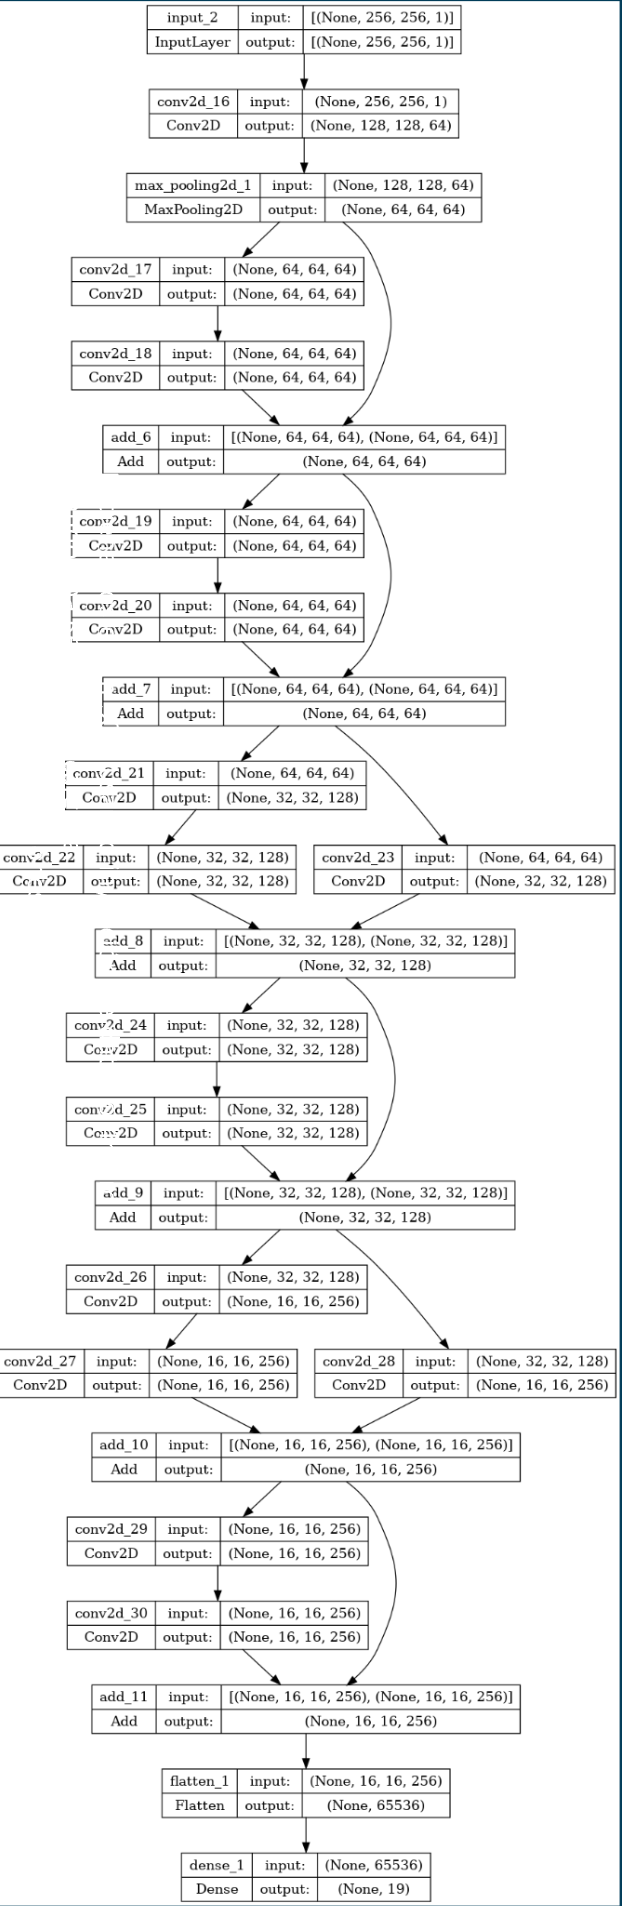 input_2 input: [(None, 256, 256, 1)]
InputLayer output: [(None, 256, 256, 1)]
conv2d_16 input: (None, 256, 256, 1)
Conv2D output: (None, 128, 128, 64)
max_pooling2d_1 input: (None, 128, 128, 64)
MaxPooling2D output: (None, 64, 64, 64)
conv2d_17 input: (None, 64, 64, 64)
Conv2D output: (None, 64, 64, 64)
conv2d_18 input: (None, 64, 64, 64)
Conv2D output: (None, 64, 64, 64)
add_6 input: [(None, 64, 64, 64), (None, 64, 64, 64)]
Add output: (None, 64, 64, 64)
conv2d_19 input: (None, 64, 64, 64)
Conv2D output: (None, 64, 64, 64)
conv2d_20 input: (None, 64, 64, 64)
Conv2D output: (None, 64, 64, 64)
add_7 input: [(None, 64, 64, 64), (None, 64, 64, 64)]
Add output: (None, 64, 64, 64)
conv2d_21 input: (None, 64, 64, 64)
Conv2D output: (None, 32, 32, 128)
conv2d_22 input: (None, 32, 32, 128) conv2d_23 input: (None, 64, 64, 64)
Conv2D output: (None, 32, 32, 128) Conv2D output: (None, 32, 32, 128)
add_8 input: [(None, 32, 32, 128), (None, 32, 32, 128)]
Add output: (None, 32, 32, 128)
conv2d_24 input: (None, 32, 32, 128)
Conv2D output: (None, 32, 32, 128)
conv2d_25 input: (None, 32, 32, 128)
Conv2D output: (None, 32, 32, 128)
add_9 input: [(None, 32, 32, 128), (None, 32, 32, 128)]
Add output: (None, 32, 32, 128)
conv2d_26 input: (None, 32, 32, 128)
Conv2D output: (None, 16, 16, 256)
conv2d_27 input: (None, 16, 16, 256) conv2d_28 input: (None, 32, 32, 128)
Conv2D output: (None, 16, 16, 256) Conv2D output: (None, 16, 16, 256)
add_10 input: [(None, 16, 16, 256), (None, 16, 16, 256)]
Add output: (None, 16, 16, 256)
conv2d_29 input: (None, 16, 16, 256)
Conv2D output: (None, 16, 16, 256)
conv2d_30 input: (None, 16, 16, 256)
Conv2D output: (None, 16, 16, 256)
add_11 input: [(None, 16, 16, 256), (None, 16, 16, 256)]
Add output: (None, 16, 16, 256)
flatten_1 input: (None, 16, 16, 256)
Flatten output: (None, 65536)
dense_1 input: (None, 65536)
Dense output: (None, 19)